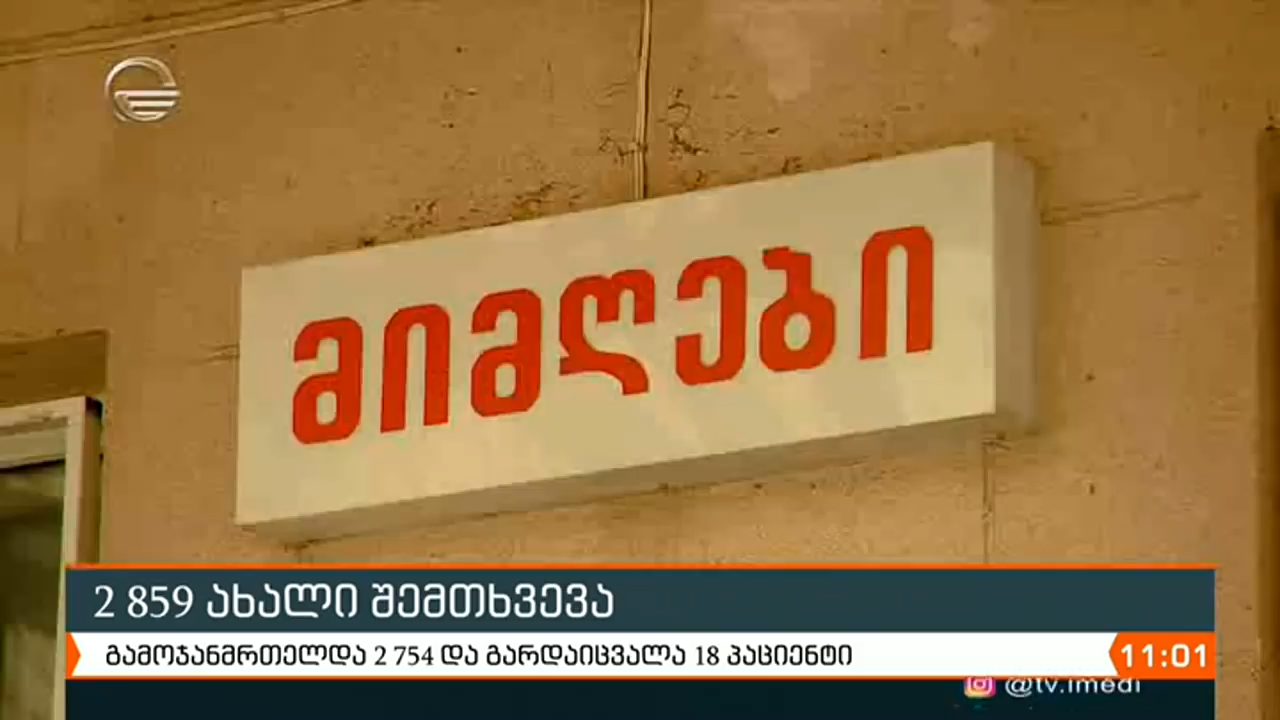 მიმღები
2 859 ახალი შემთხვევა
გამოჯანმრთელდა 2 754 და გარდაიცვალა 18 პაციენტი
11:01
@tv.imedi